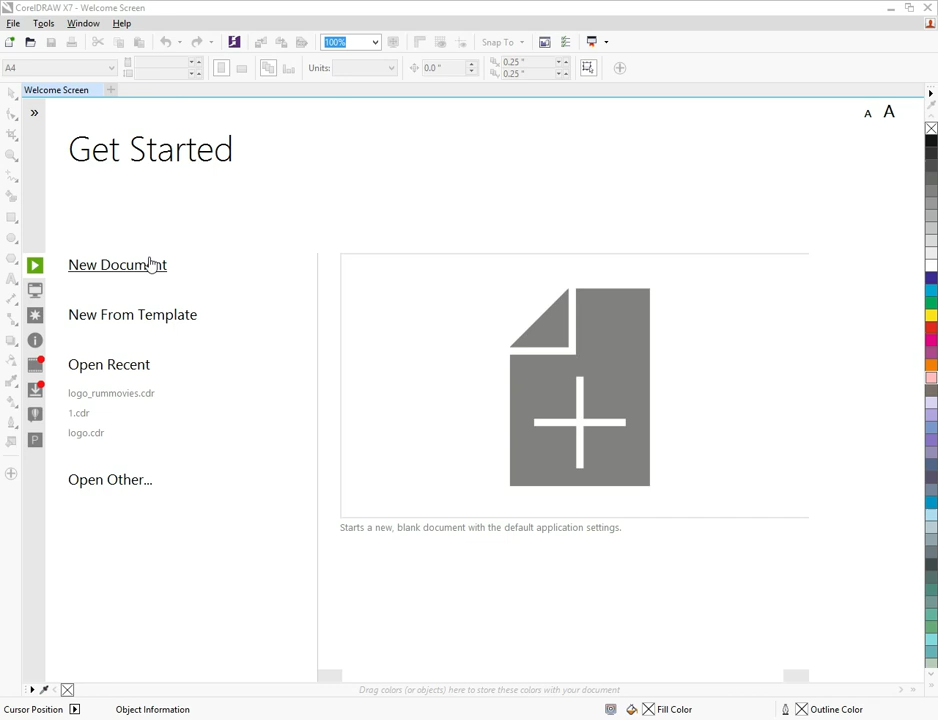 CorelDRAW X7 - Welcome Screen
File Tools Window Help
100% Snap To
A4 Units: 0.0 ° 0.25 "
0.25 "
Welcome Screen
A A
Get Started
New Document
New From Template
Open Recent
logo_rummovies.cdr
1.cdr
logo.cdr
Open Other...
P
Starts a new, blank document with the default application settings.
Drag colors (or objects) here to store these colors with your document
Cursor Position Object Information Fill Color Outline Color